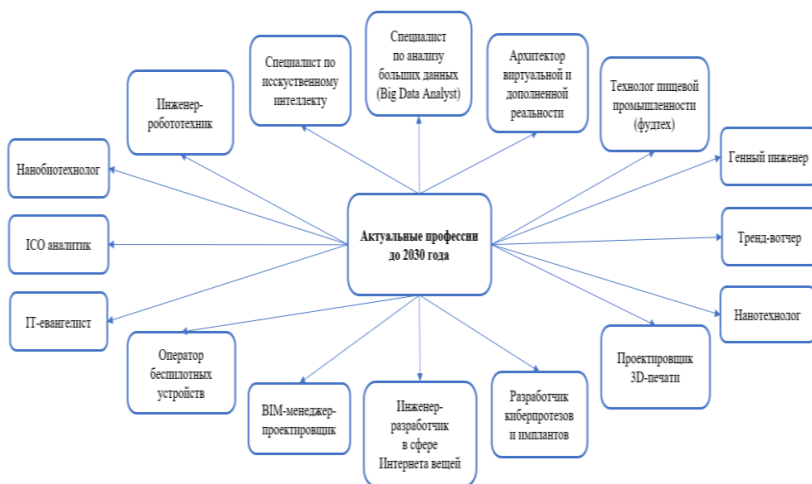 Специалист
по анализу
больших данных
(Big Data Analyst)
Специалист по
исскуственному
интеллекту
Архитектор
виртуальной и
дополненной
реальности
Технолог пищевой
промышленности
(фудтех)
Инженер-
робототехник
Генный инженер
Нанобиотехнолог
Актуальные профессии
до 2030 года
ICO аналитик
Тренд-вотчер
IT-евангелист
Нанотехнолог
Оператор
беспилотных
устройств
Проектировщик
3D-печати
BIM-менеджер-
проектировщик
Инженер-
разработчик
в сфере
Интернета вещей
Разработчик
киберпротезов
и имплантов